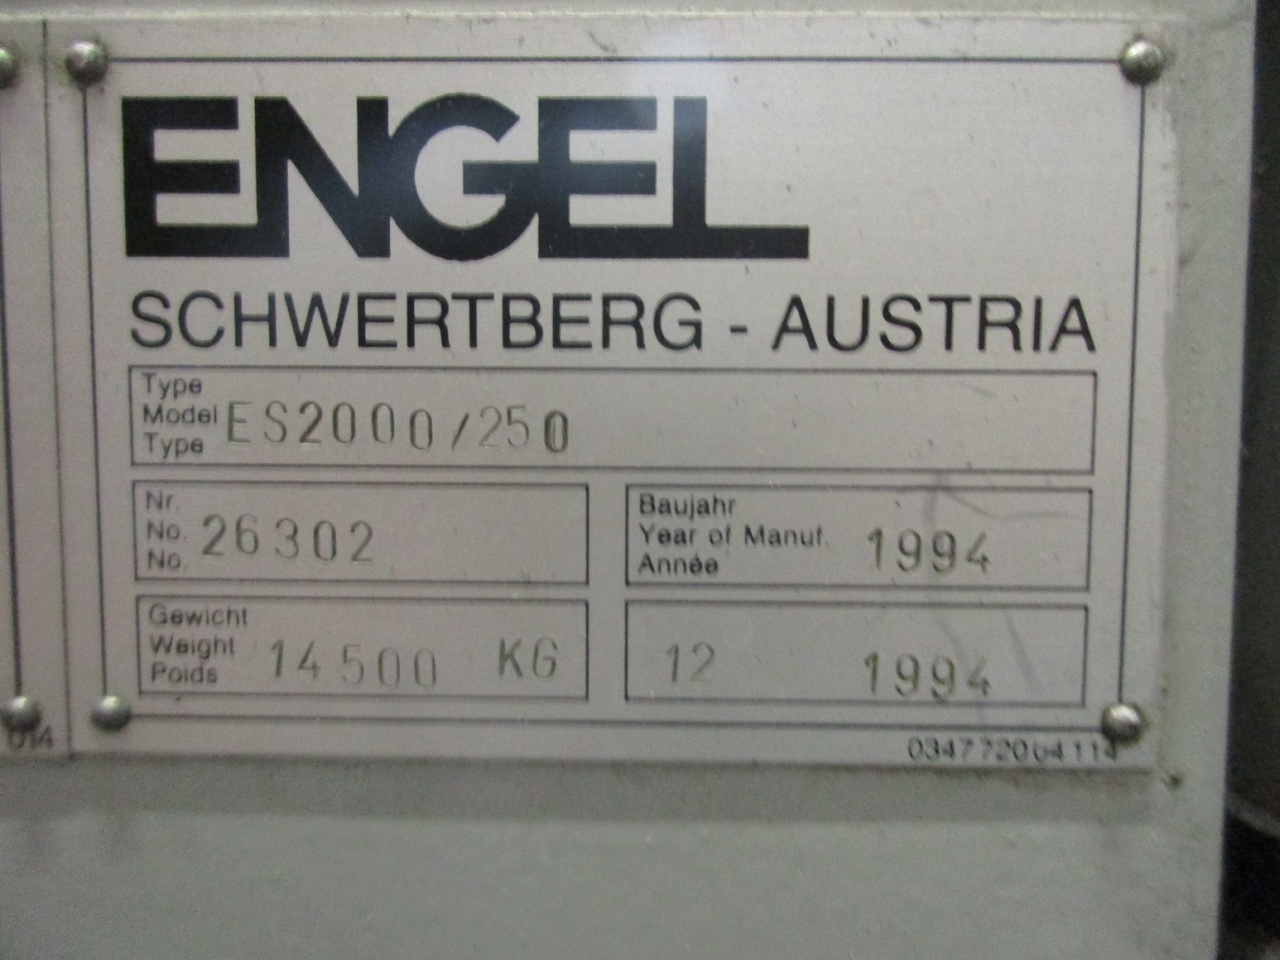 ENGEL
SCHWERTBERG - AUSTRIA
Type
Model
Type
ES2000/250
Nr.
No.
No.
26302
Baujahr
Year of Manuf.
Année
1994
Gewicht
Weight
Poids
14500 KG
12 1994
014